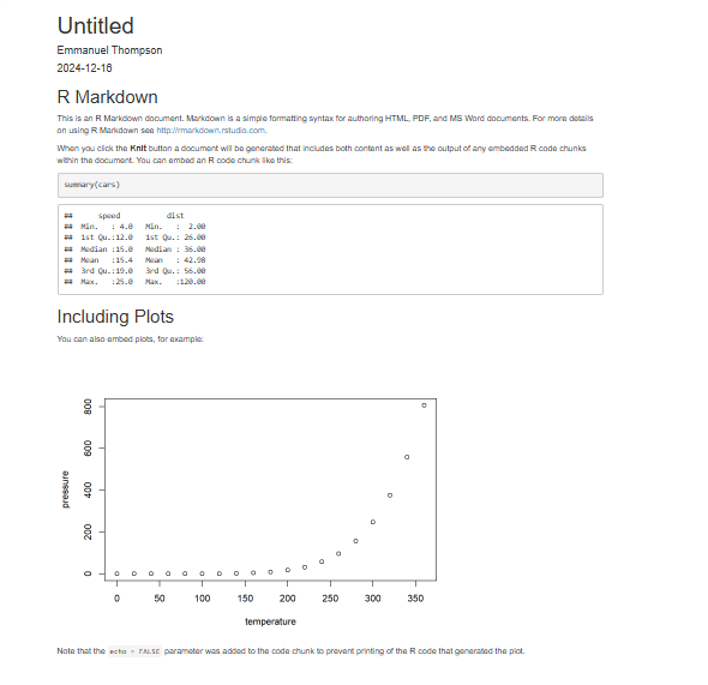 Untitled
Emmanuel Thompson
2024-12-16
R Markdown
This is an R Markdown document. Markdown is a simple formatting syntax for authoring HTML, PDF, and MS Word documents. For more details
on using R Markdown see http://rmarkdown.rstudio.com.
When you click the Knit button a document will be generated that includes both content as well as the output of any embedded R code chunks
within the document. You can embed an R code chunk like this:
summary(cars)
##      speed           dist
## Min.   : 4.0   Min.   :  2.00
## 1st Qu.:12.0   1st Qu.: 26.00
## Median :15.0   Median : 36.00
## Mean   :15.4   Mean   : 42.98
## 3rd Qu.:19.0   3rd Qu.: 56.00
## Max.   :25.0   Max.   :120.00
Including Plots
You can also embed plots, for example:
pressure
800
600
400
200
0
0 50 100 150 200 250 300 350
temperature
Note that the echo = FALSE parameter was added to the code chunk to prevent printing of the R code that generated the plot.